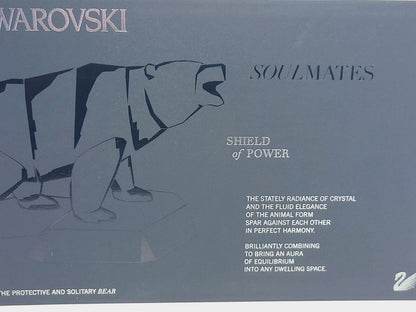 WAROVSKI
SOULMATES
SHIELD
of POWER
THE STATELY RADIANCE OF CRYSTAL
AND THE FLUID ELEGANCE
OF THE ANIMAL FORM
SPAR AGAINST EACH OTHER
IN PERFECT HARMONY.
BRILLIANTLY COMBINING
TO BRING AN AURA
OF EQUILIBRIUM
INTO ANY DWELLING SPACE.
THE PROTECTIVE AND SOLITARY BEAR